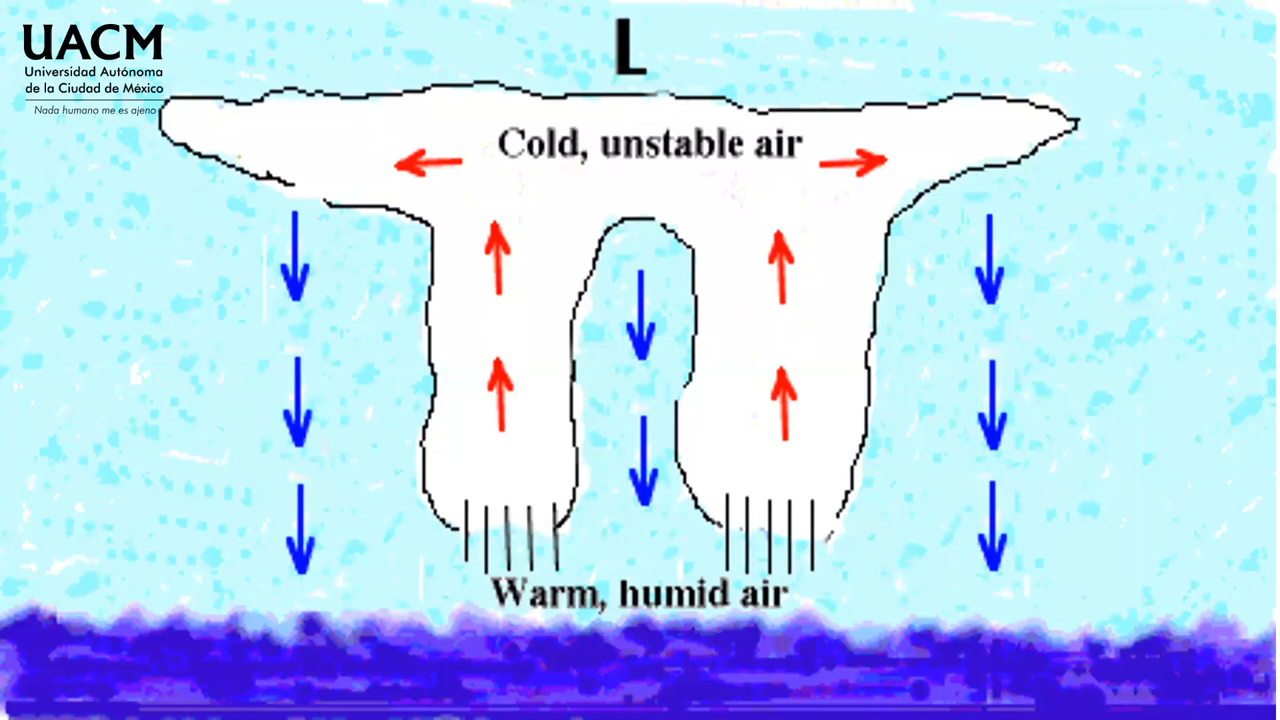 UACM
Universidad Autónoma
de la Ciudad de México
Nada humano me es ajeno
L
Cold, unstable air
Warm, humid air